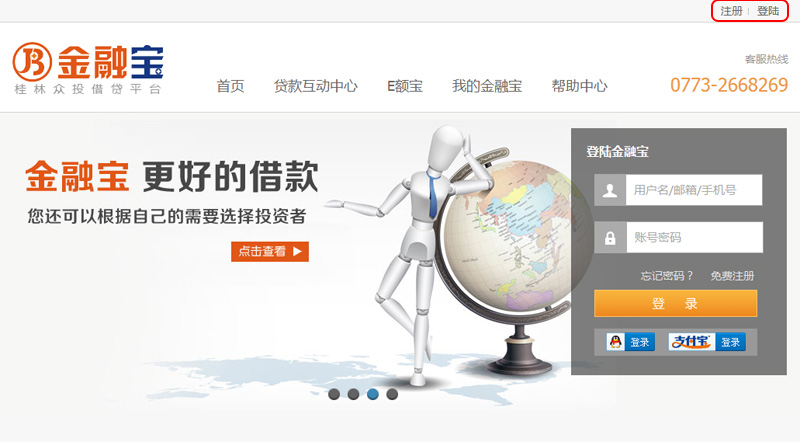 注册 | 登陆
金融宝
桂林众投借贷平台
首页 贷款互动中心 E额宝 我的金融宝 帮助中心
客服热线
0773-2668269
金融宝 更好的借款
您还可以根据自己的需要选择投资者
点击查看
登陆金融宝
用户名/邮箱/手机号
账号密码
忘记密码？ 免费注册
登 录
登录 支付宝 登录